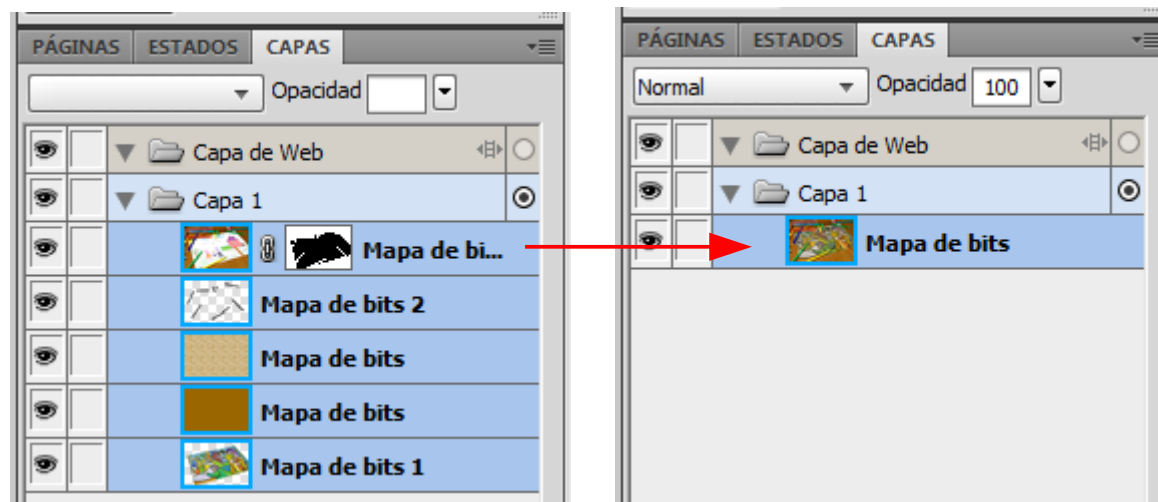 PÁGINAS ESTADOS CAPAS
Opacidad
Capa de Web
Capa 1
Mapa de bi...
Mapa de bits 2
Mapa de bits
Mapa de bits
Mapa de bits 1
PÁGINAS ESTADOS CAPAS
Normal Opacidad 100
Capa de Web
Capa 1
Mapa de bits